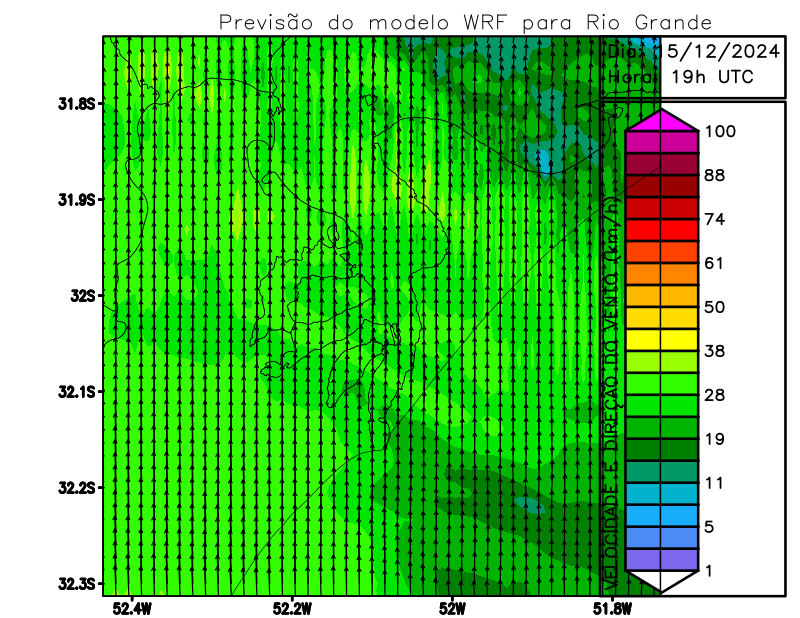 Previsão do modelo WRF para Rio Grande
Dia: 15/12/2024
Hora: 19h UTC
VELOCIDADE E DIREÇÃO DO VENTO (km/h)
100
88
74
61
50
38
28
19
11
5
1
31.8S
31.9S
32S
32.1S
32.2S
32.3S
52.4W
52.2W
52W
51.8W